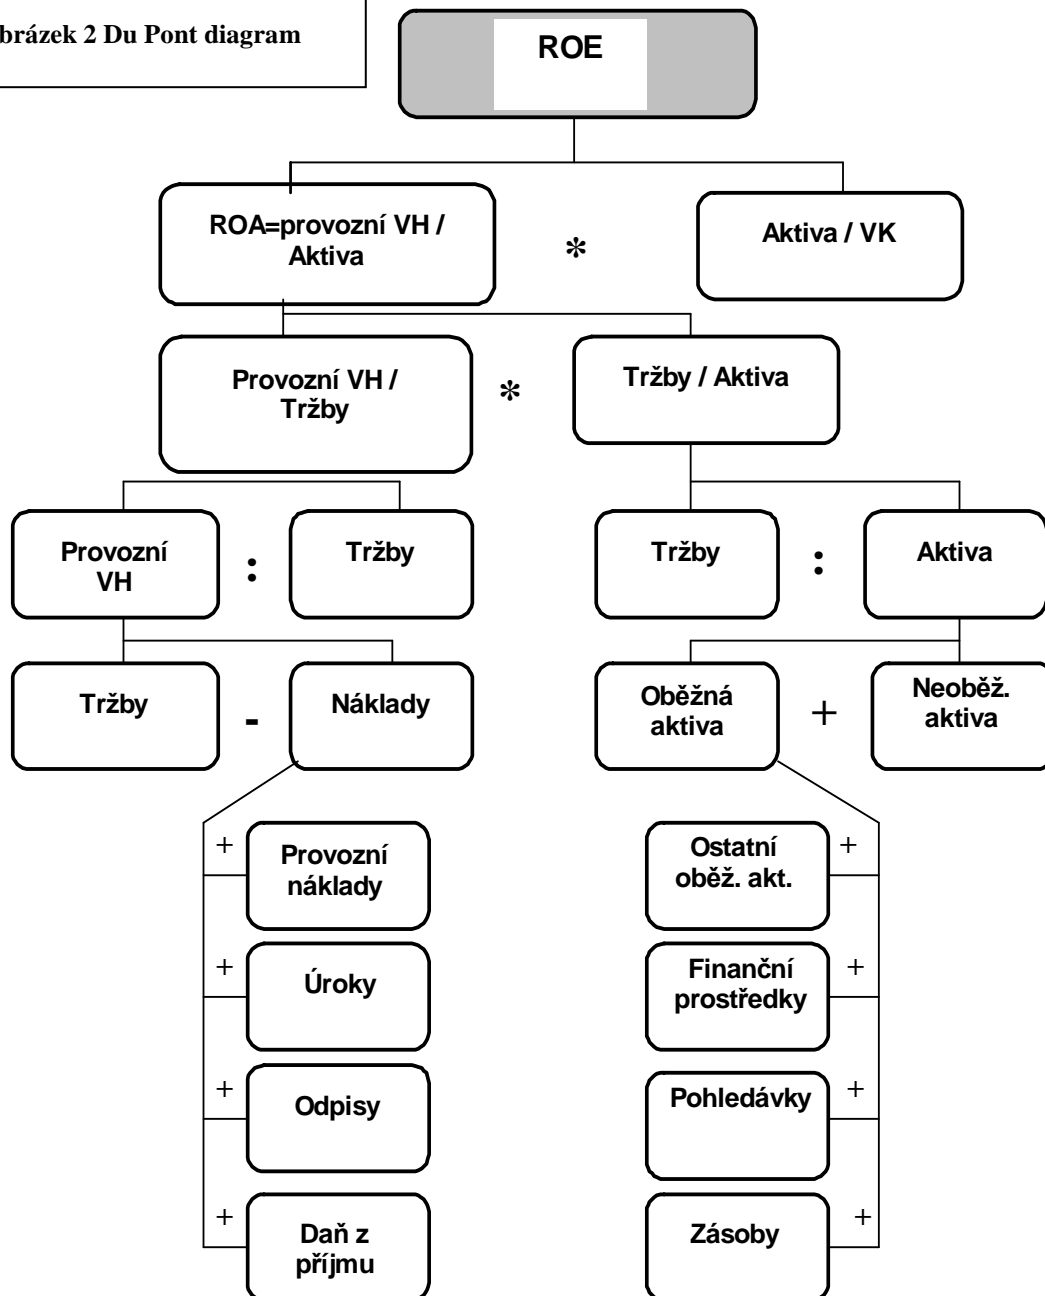 brázek 2 Du Pont diagram
ROE
ROA=provozní VH /
Aktiva
*
Aktiva / VK
Provozní VH /
Tržby
*
Tržby / Aktiva
Provozní
VH
:
Tržby
Tržby
:
Aktiva
Tržby
-
Náklady
Oběžná
aktiva
+
Neoběž.
aktiva
+
Provozní
náklady
Ostatní
oběž. akt.
+
+
Úroky
Finanční
prostředky
+
+
Odpisy
Pohledávky
+
+
Daň z
příjmu
Zásoby
+